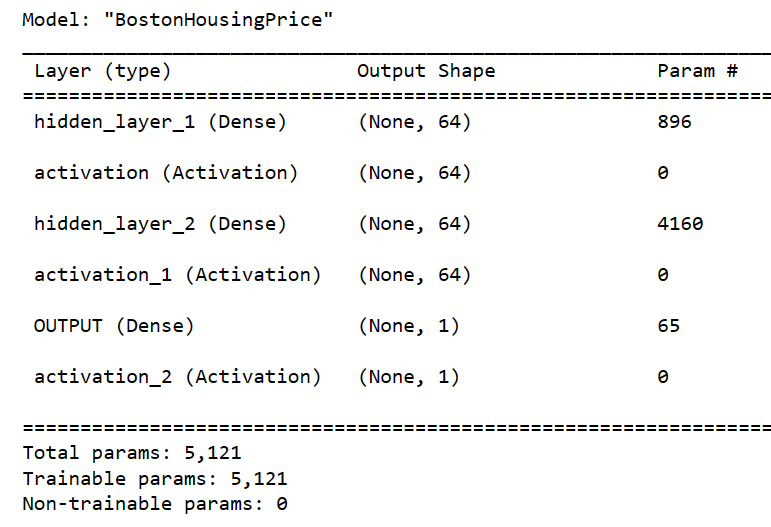 Model: "BostonHousingPrice"
_________________________________________________________________
Layer (type) Output Shape Param #
=================================================================
hidden_layer_1 (Dense) (None, 64) 896
activation (Activation) (None, 64) 0
hidden_layer_2 (Dense) (None, 64) 4160
activation_1 (Activation) (None, 64) 0
OUTPUT (Dense) (None, 1) 65
activation_2 (Activation) (None, 1) 0
=================================================================
Total params: 5,121
Trainable params: 5,121
Non-trainable params: 0